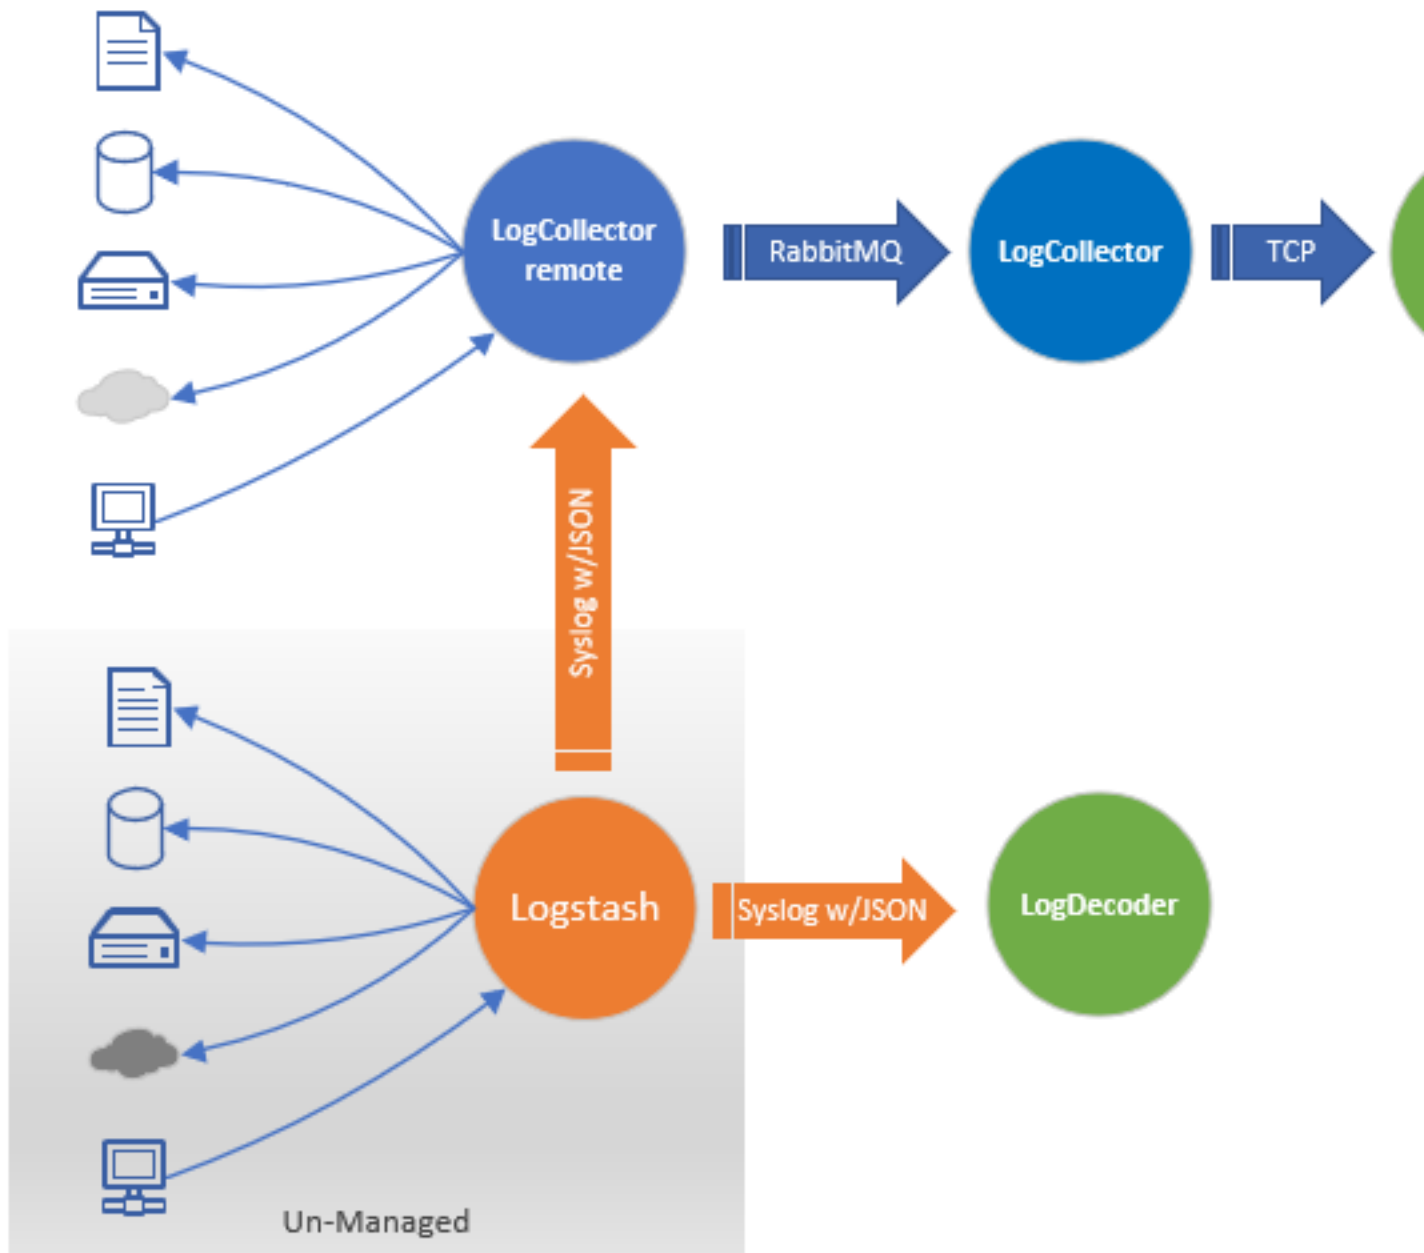 LogCollector
remote
RabbitMQ
LogCollector
TCP
Syslog w/JSON
Logstash
Syslog w/JSON
LogDecoder
Un-Managed